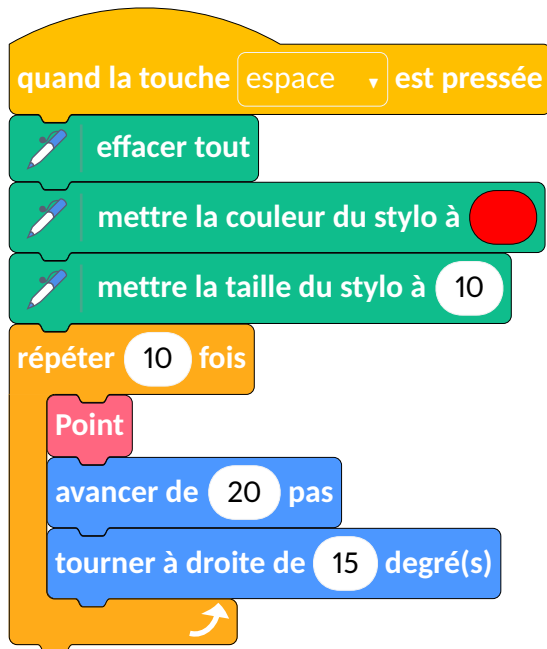 quand la touche espace est pressée
effacer tout
mettre la couleur du stylo à
mettre la taille du stylo à 10
répéter 10 fois
Point
avancer de 20 pas
tourner à droite de 15 degré(s)